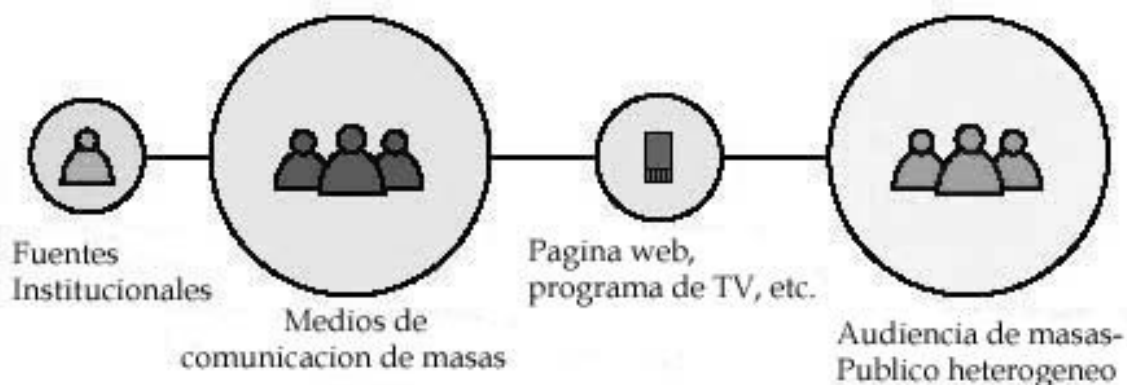 Fuentes
Institucionales
Medios de
comunicacion de masas
Pagina web,
programa de TV, etc.
Audiencia de masas-
Publico heterogeneo